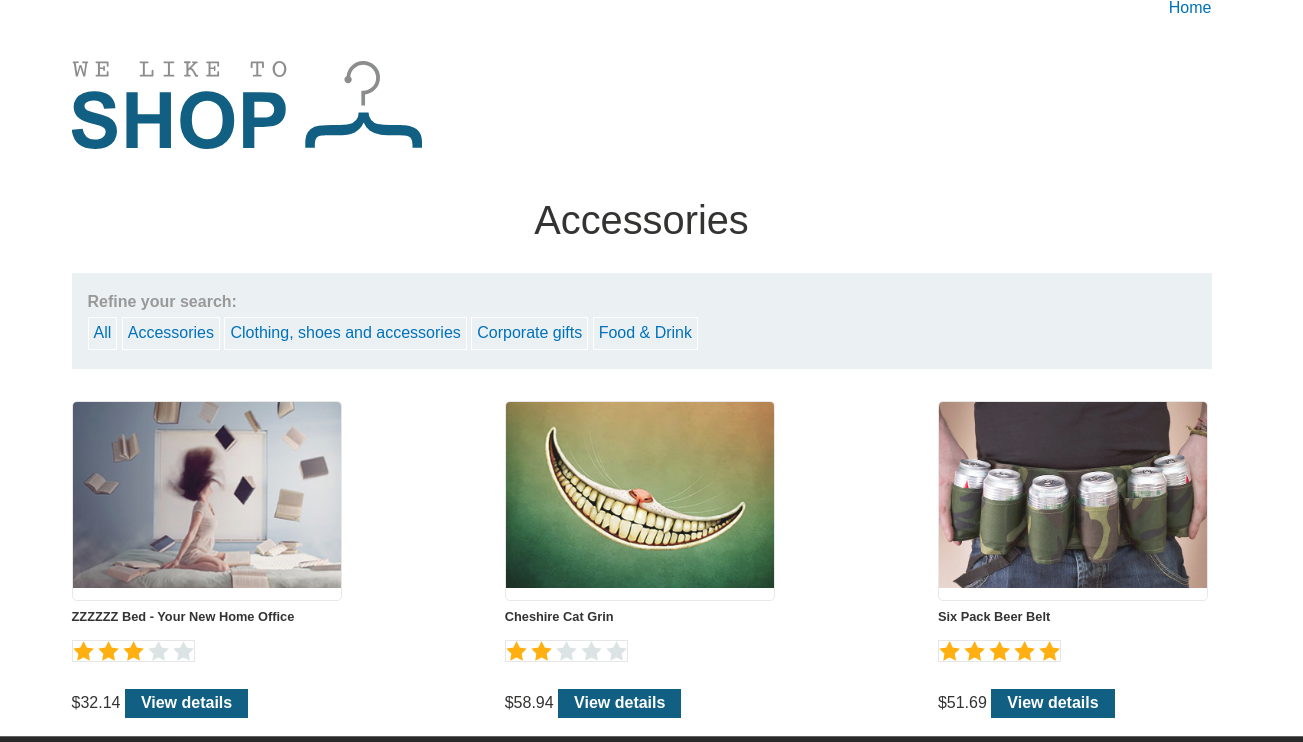 Home
WE LIKE TO
SHOP
Accessories
Refine your search:
All Accessories Clothing, shoes and accessories Corporate gifts Food & Drink
ZZZZZZ Bed - Your New Home Office
Cheshire Cat Grin
Six Pack Beer Belt
$32.14 View details
$58.94 View details
$51.69 View details